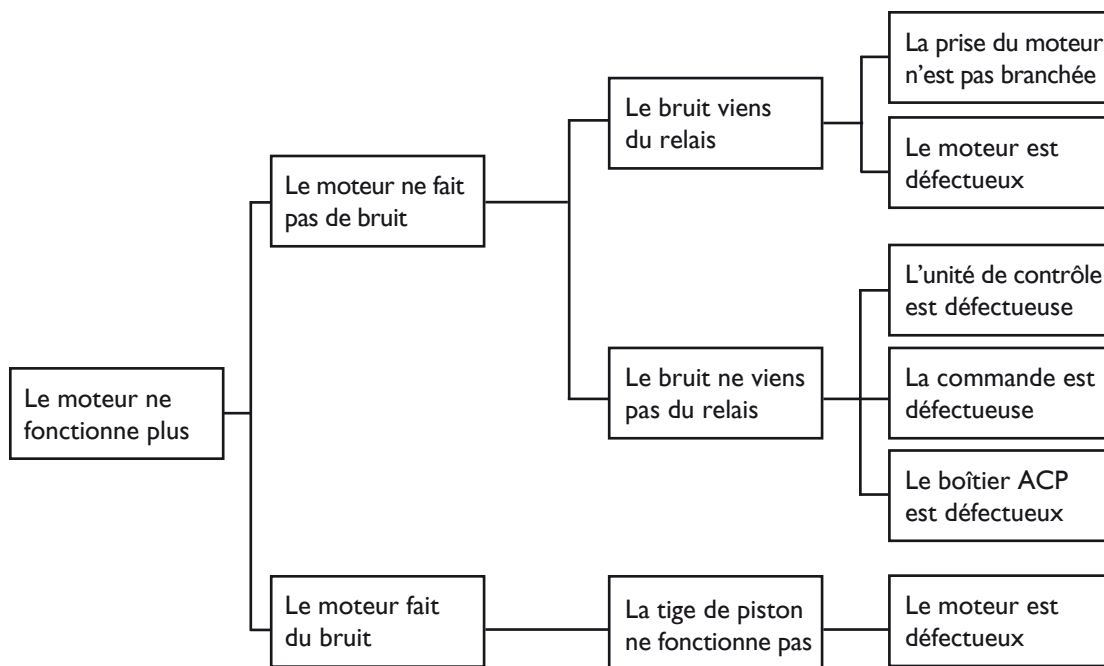 Le moteur ne
fonctionne plus
Le moteur ne fait
pas de bruit
Le bruit viens
du relais
La prise du moteur
n’est pas branchée
Le moteur est
défectueux
Le bruit ne viens
pas du relais
L’unité de contrôle
est défectueuse
La commande est
défectueuse
Le boîtier ACP
est défectueux
Le moteur fait
du bruit
La tige de piston
ne fonctionne pas
Le moteur est
défectueux